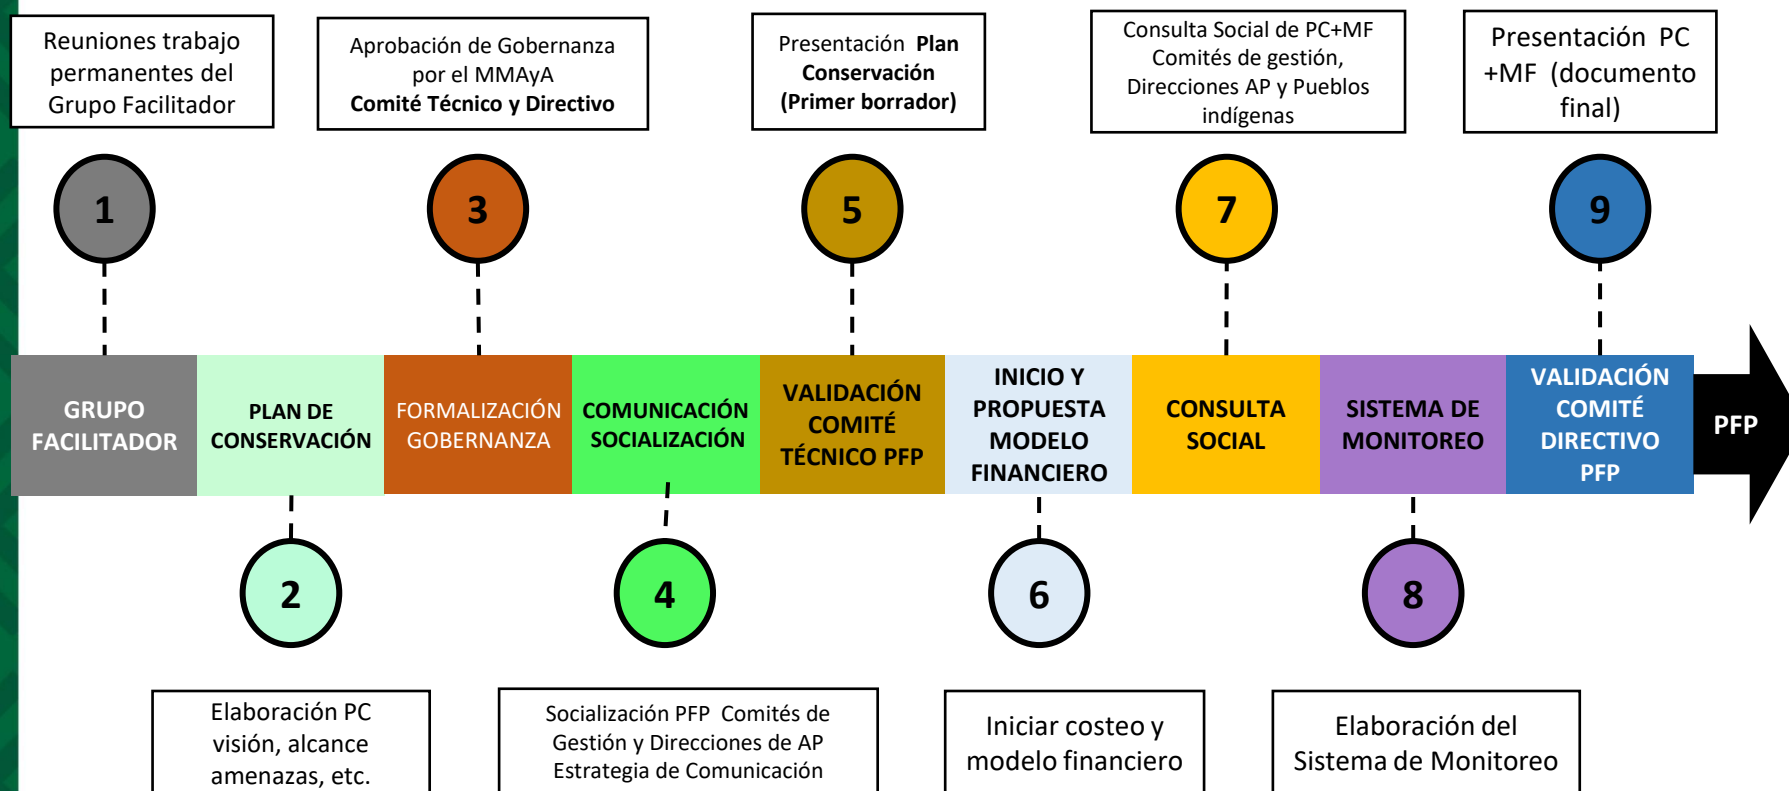 Reuniones trabajo
permanentes del
Grupo Facilitador
Aprobación de Gobernanza
por el MMAyA
Comité Técnico y Directivo
Presentación Plan
Conservación
(Primer borrador)
Consulta Social de PC+MF
Comités de gestión,
Direcciones AP y Pueblos
indígenas
Presentación PC
+MF (documento
final)
1
3
5
7
9
GRUPO
FACILITADOR
PLAN DE
CONSERVACIÓN
FORMALIZACIÓN
GOBERNANZA
COMUNICACIÓN
SOCIALIZACIÓN
VALIDACIÓN
COMITÉ
TÉCNICO PFP
INICIO Y
PROPUESTA
MODELO
FINANCIERO
CONSULTA
SOCIAL
SISTEMA DE
MONITOREO
VALIDACIÓN
COMITÉ
DIRECTIVO
PFP
PFP
2
4
6
8
Elaboración PC
visión, alcance
amenazas, etc.
Socialización PFP Comités de
Gestión y Direcciones de AP
Estrategia de Comunicación
Iniciar costeo y
modelo financiero
Elaboración del
Sistema de Monitoreo